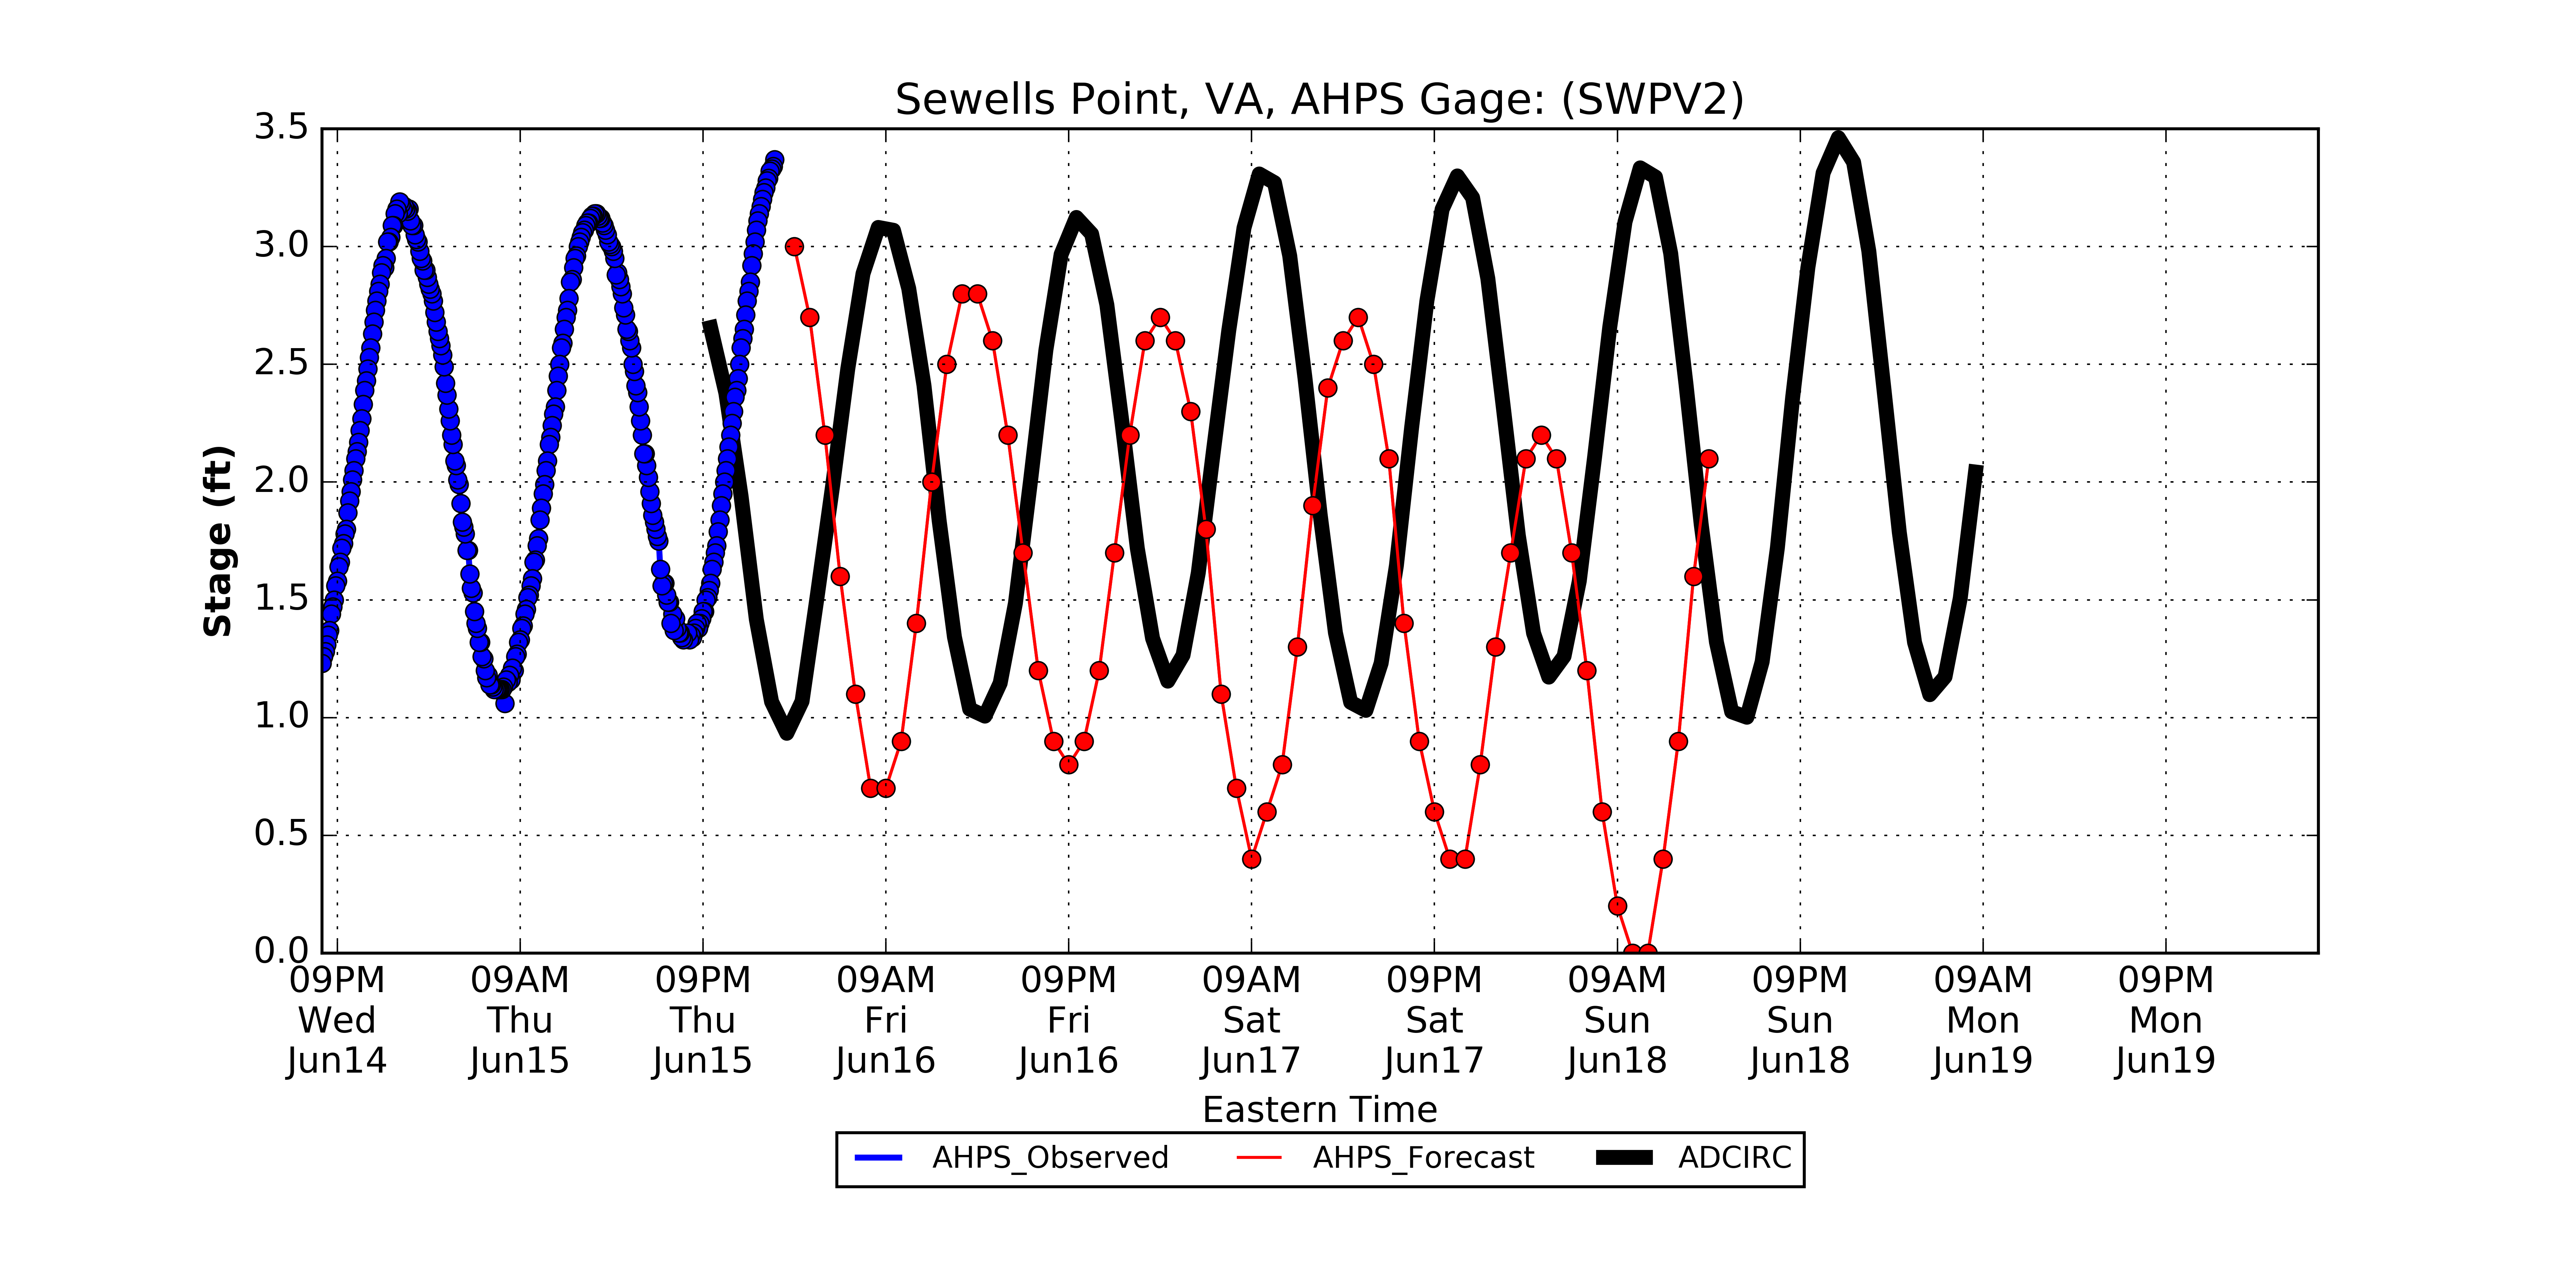 Sewells Point, VA, AHPS Gage: (SWPV2)
3.5
3.0
2.5
2.0
1.5
1.0
0.5
0.0
Stage (ft)
09PM 09AM 09PM 09AM 09PM 09AM 09PM 09AM 09PM 09AM 09PM
Wed Thu Thu Fri Fri Sat Sat Sun Sun Mon Mon
Jun14 Jun15 Jun15 Jun16 Jun16 Jun17 Jun17 Jun18 Jun18 Jun19 Jun19
Eastern Time
AHPS_Observed AHPS_Forecast ADCIRC